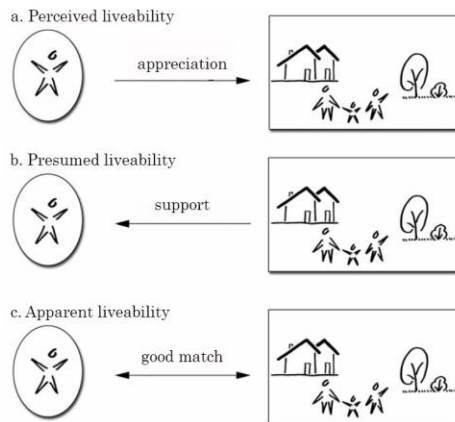 a. Perceived liveability
appreciation
b. Presumed liveability
support
c. Apparent liveability
good match